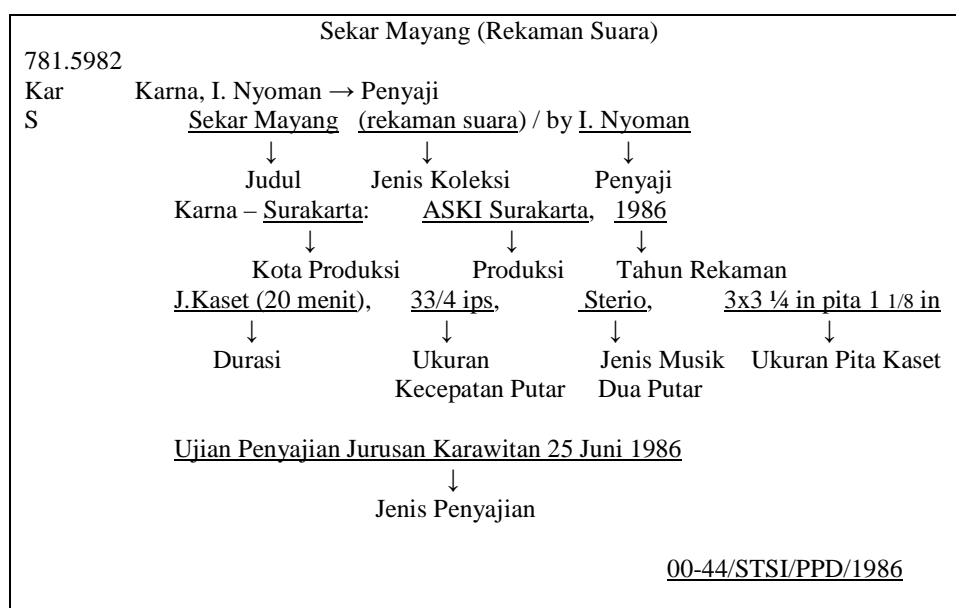 Sekar Mayang (Rekaman Suara)
781.5982
Kar Karna, I. Nyoman → Penyaji
S Sekar Mayang (rekaman suara) / by I. Nyoman
↓ ↓ ↓
Judul Jenis Koleksi Penyaji
Karna – Surakarta: ASKI Surakarta, 1986
↓ ↓ ↓
Kota Produksi Produksi Tahun Rekaman
J.Kaset (20 menit), 33/4 ips, Sterio, 3x3 ¼ in pita 1 1/8 in
↓ ↓ ↓ ↓
Durasi Ukuran Jenis Musik Ukuran Pita Kaset
Kecepatan Putar Dua Putar
Ujian Penyajian Jurusan Karawitan 25 Juni 1986
↓
Jenis Penyajian
00-44/STSI/PPD/1986